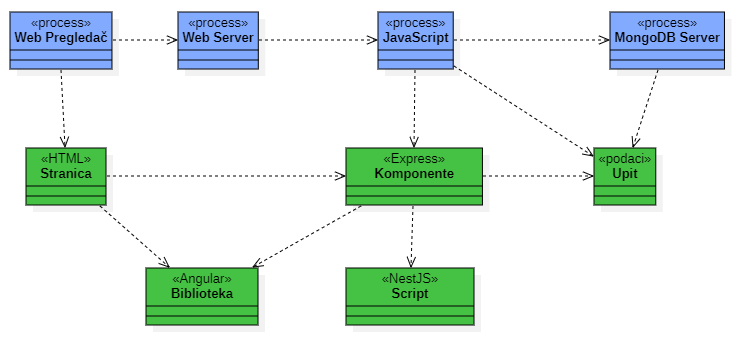 «process»
Web Pregledač
«process»
Web Server
«process»
JavaScript
«process»
MongoDB Server
«HTML»
Stranica
«Express»
Komponente
«podaci»
Upit
«Angular»
Biblioteka
«NestJS»
Script